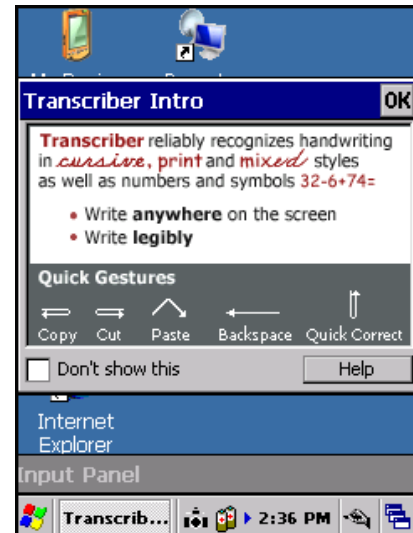 Transcriber Intro OK
Transcriber reliably recognizes handwriting
in cursive, print and mixed styles
as well as numbers and symbols 32-6+74=
• Write anywhere on the screen
• Write legibly
Quick Gestures
Copy Cut Paste Backspace Quick Correct
Don't show this Help
Internet
Explorer
Input Panel
Transcrib... 2:36 PM